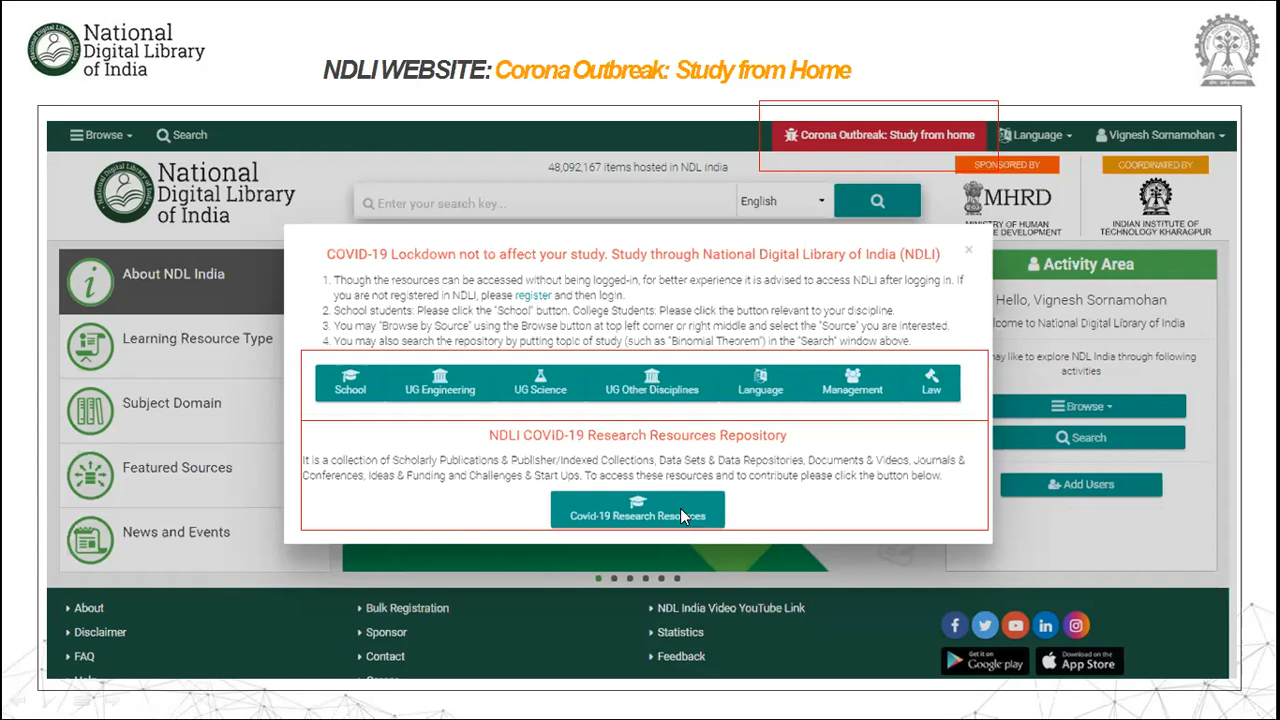 National
Digital Library
of India
NDLI WEBSITE: Corona Outbreak: Study from Home
Browe
Search
Corona Outbreak: Study from home
Language
Vignesh Sornamohan
National
Digital Library
of India
48,092,167 items hosted in NDL India
Enter your search key...
English
SPONSORED BY
MHRD
MINISTRY OF HUMAN
COORDINATED BY
INDIAN INSTITUTE OF
TECHNOLOGY KHARAGPUR
About NDL India
Learning Resource Type
Subject Domain
Featured Sources
News and Events
COVID-19 Lockdown not to affect your study. Study through National Digital Library of India (NDLI)
×
1. Though the resources can be accessed without being logged-in, for better experience it is advised to access NDLI after logging in. If
you are not registered in NDLI, please register and then login.
2. School students: Please click the "School" button. College Students: Please click the button relevant to your discipline.
3. You may "Browse by Source" using the Browse button at top left corner or right middle and select the "Source" you are interested.
4. You may also search the repository by putting topic of study (such as "Binomial Theorem") in the "Search" window above.
School
UG Engineering
UG Science
UG Other Disciplines
Language
Management
Law
NDLI COVID-19 Research Resources Repository
It is a collection of Scholarly Publications & Publisher/Indexed Collections, Data Sets & Data Repositories, Documents & Videos, Journals &
Conferences, Ideas & Funding and Challenges & Start Ups. To access these resources and to contribute please click the button below.
Covid-19 Research Resources
Activity Area
Hello, Vignesh Sornamohan
to National Digital Library of India
like to explore NDL India through following
activities
Browse
Search
Add Users
About
Disclaimer
FAQ
Bulk Registration
Sponsor
Contact
NDL India Video YouTube Link
Statistics
Feedback
Get it on
Google play
Download on the
App Store